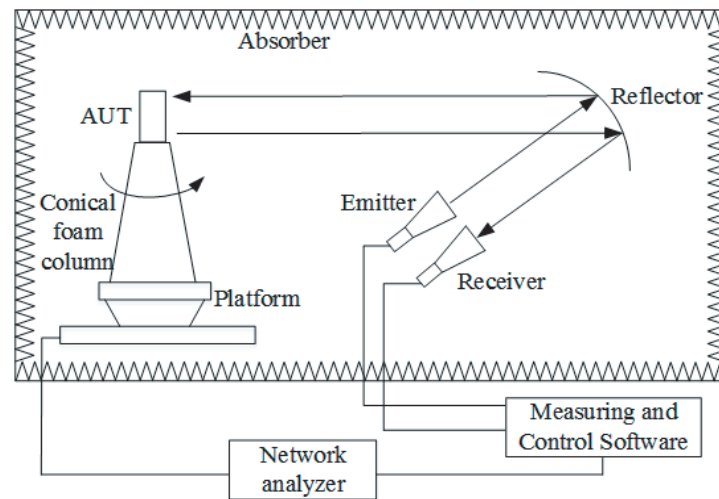 Absorber
Reflector
AUT
Conical
foam
column
Emitter
Platform
Receiver
Measuring and
Control Software
Network
analyzer